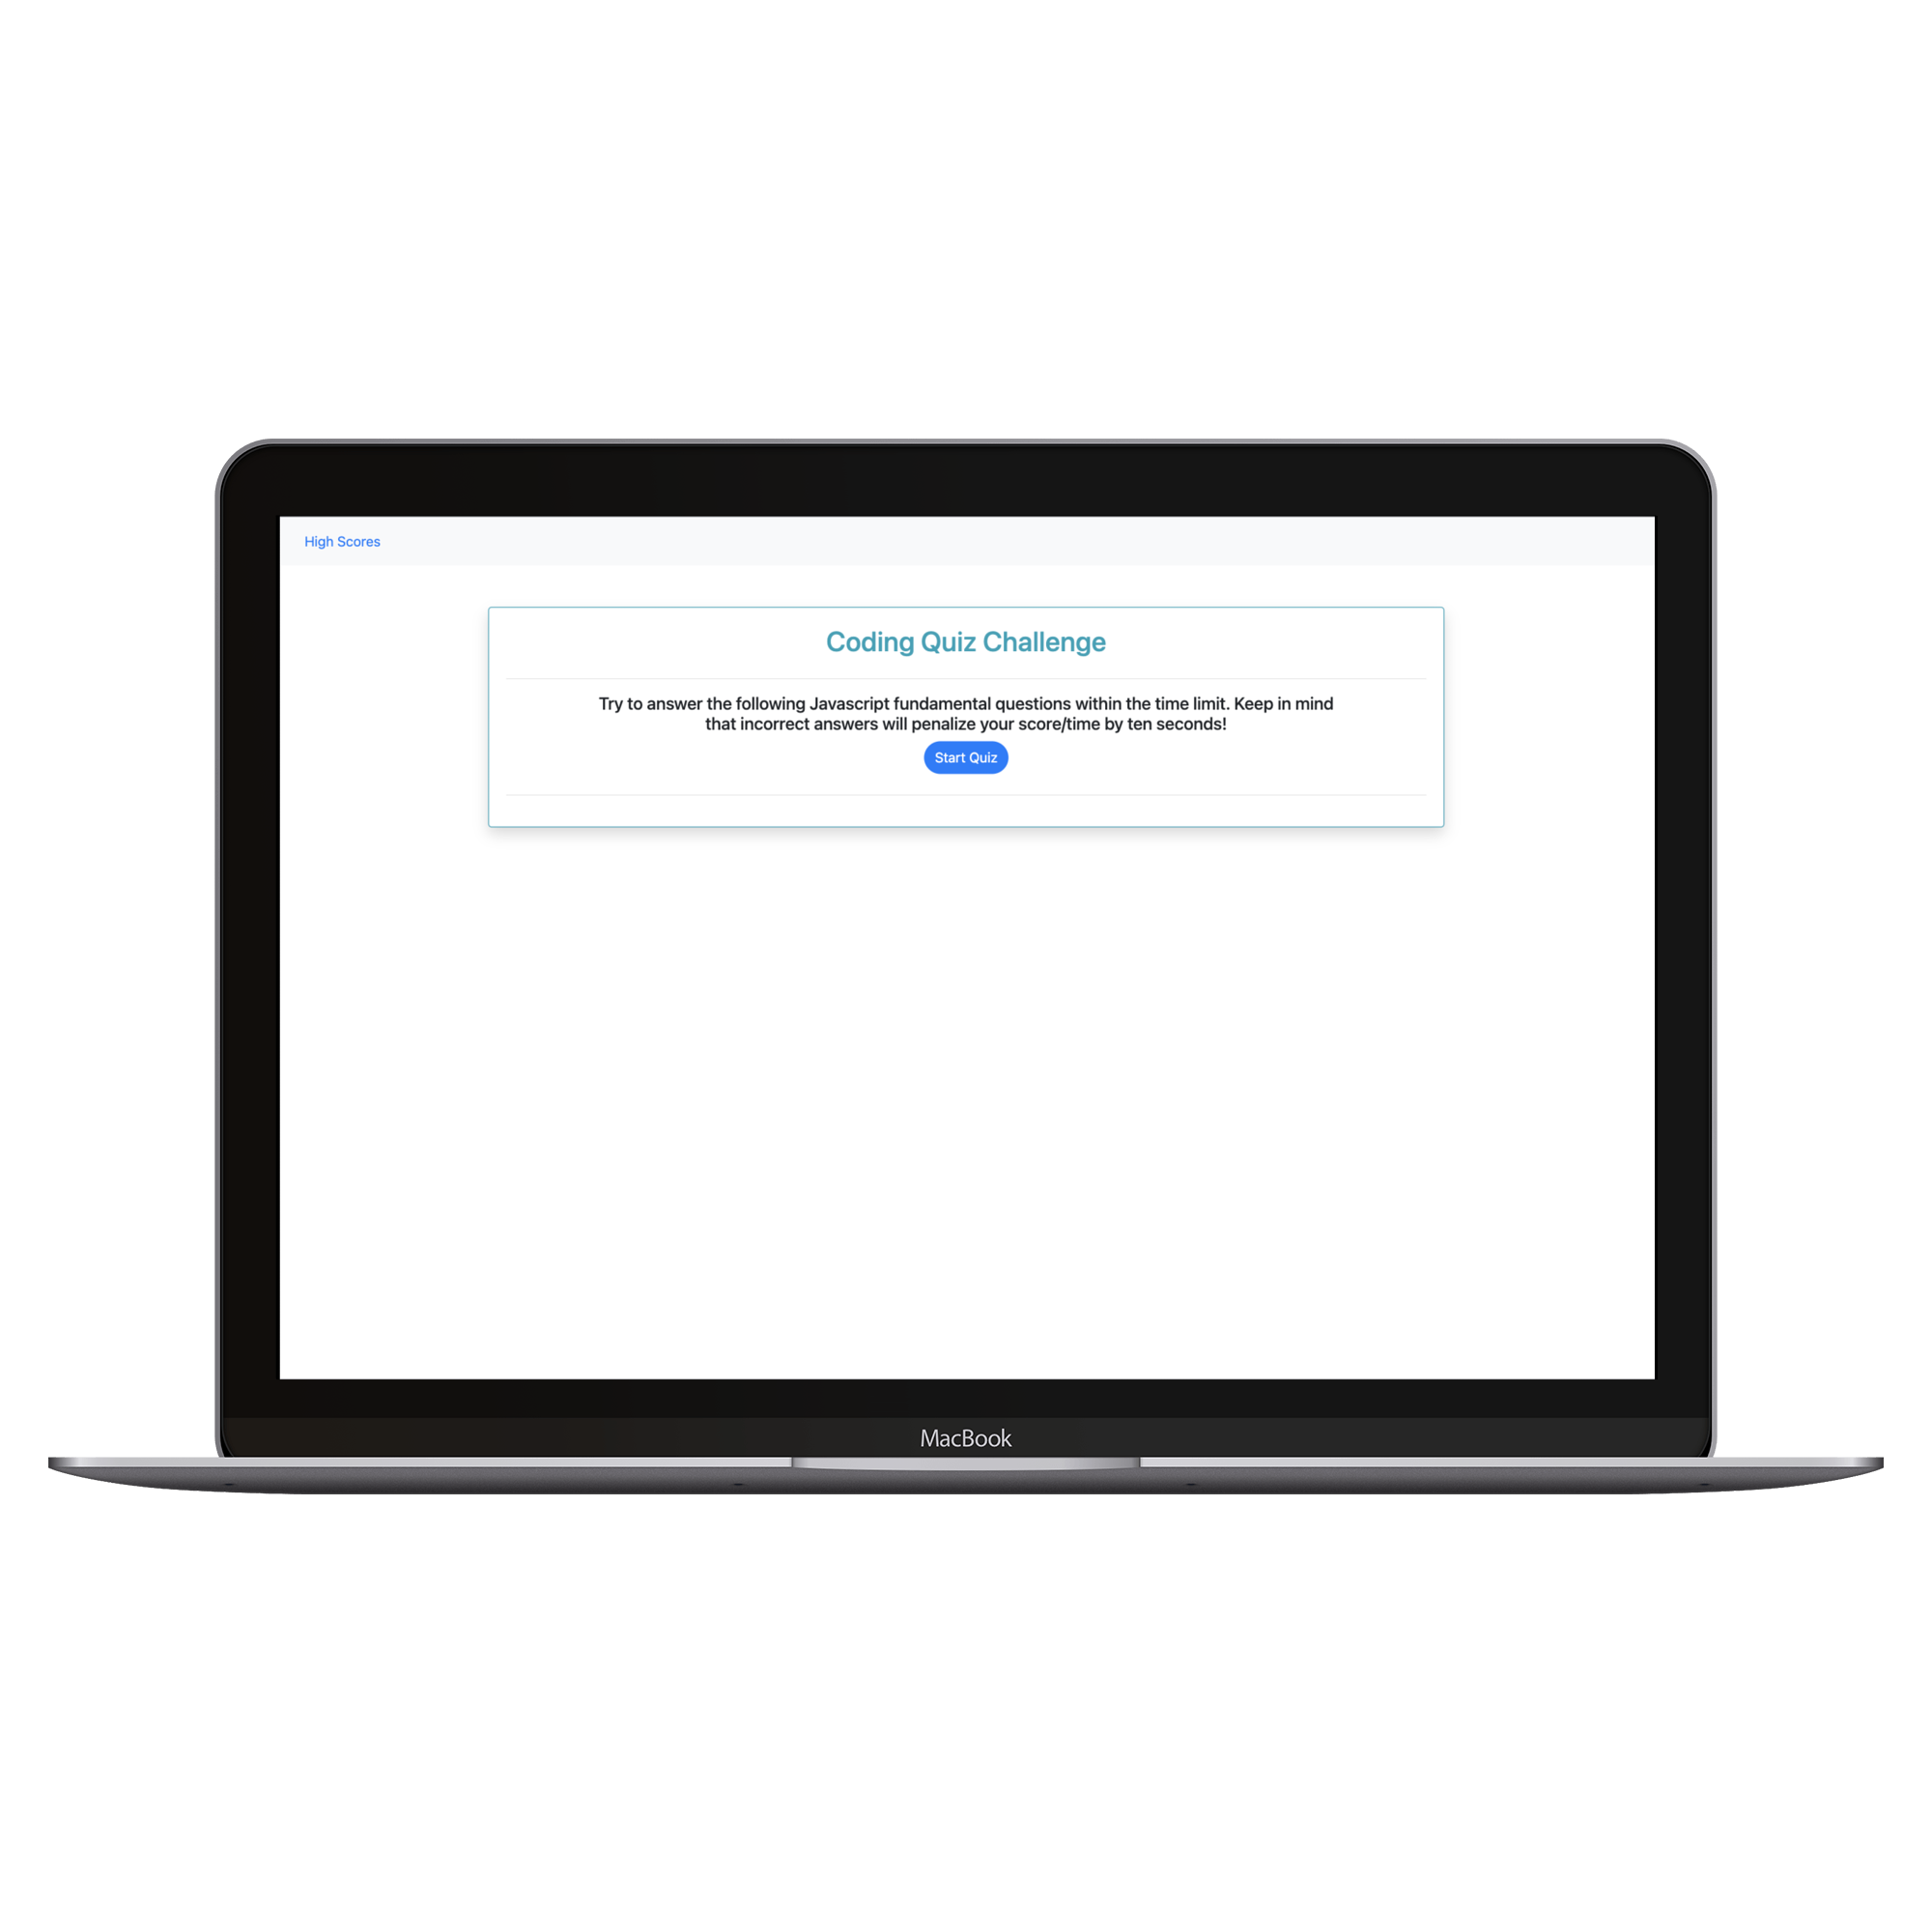 High Scores
Coding Quiz Challenge
Try to answer the following Javascript fundamental questions within the time limit. Keep in mind
that incorrect answers will penalize your score/time by ten seconds!
Start Quiz
MacBook